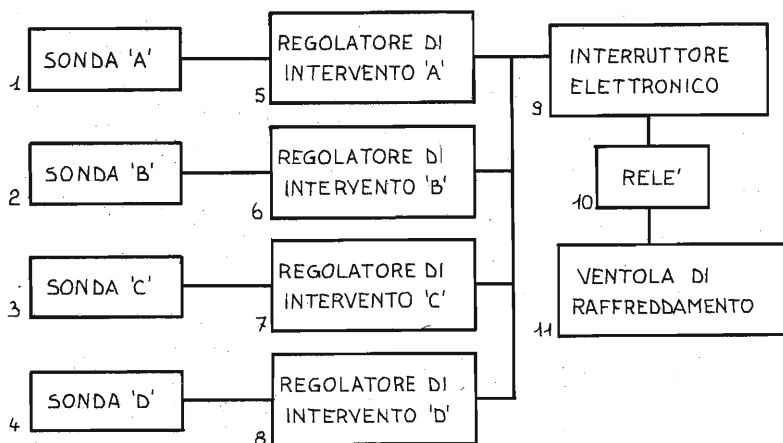 SONDA 'A'
1
REGOLATORE DI
INTERVENTO 'A'
5
INTERRUTTORE
ELETTRONICO
9
SONDA 'B'
2
REGOLATORE DI
INTERVENTO 'B'
6
RELE'
10
SONDA 'C'
3
REGOLATORE DI
INTERVENTO 'C'
7
VENTOLA DI
RAFFREDDAMENTO
11
SONDA 'D'
4
REGOLATORE DI
INTERVENTO 'D'
8